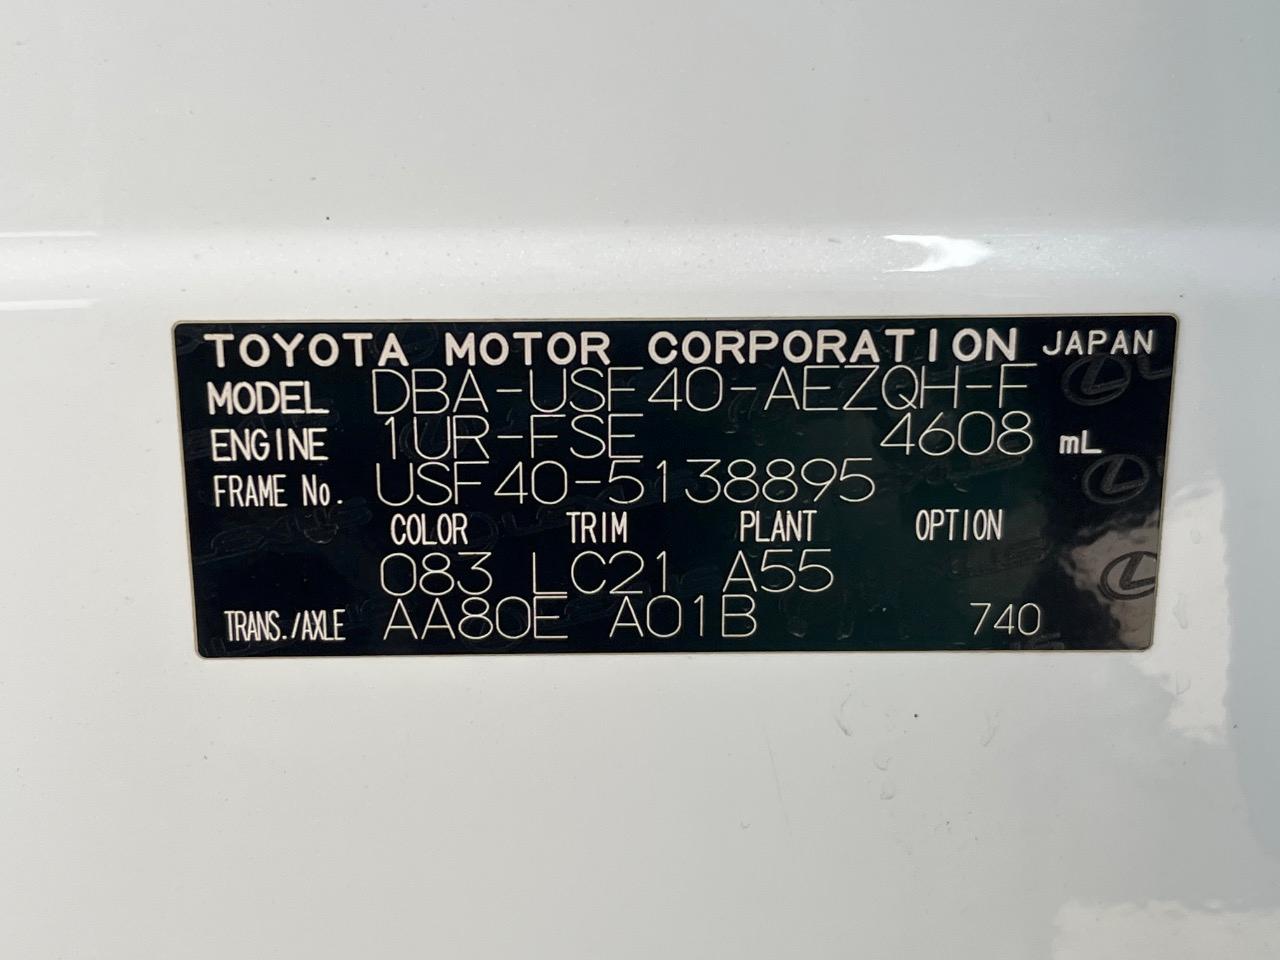 TOYOTA MOTOR CORPORATION JAPAN
MODEL DBA-USF40-AEZQH-F
ENGINE 1UR-FSE 4608 mL
FRAME No. USF40-5138895
COLOR TRIM PLANT OPTION
083 LC21 A55
TRANS./AXLE AA80E A01B 740